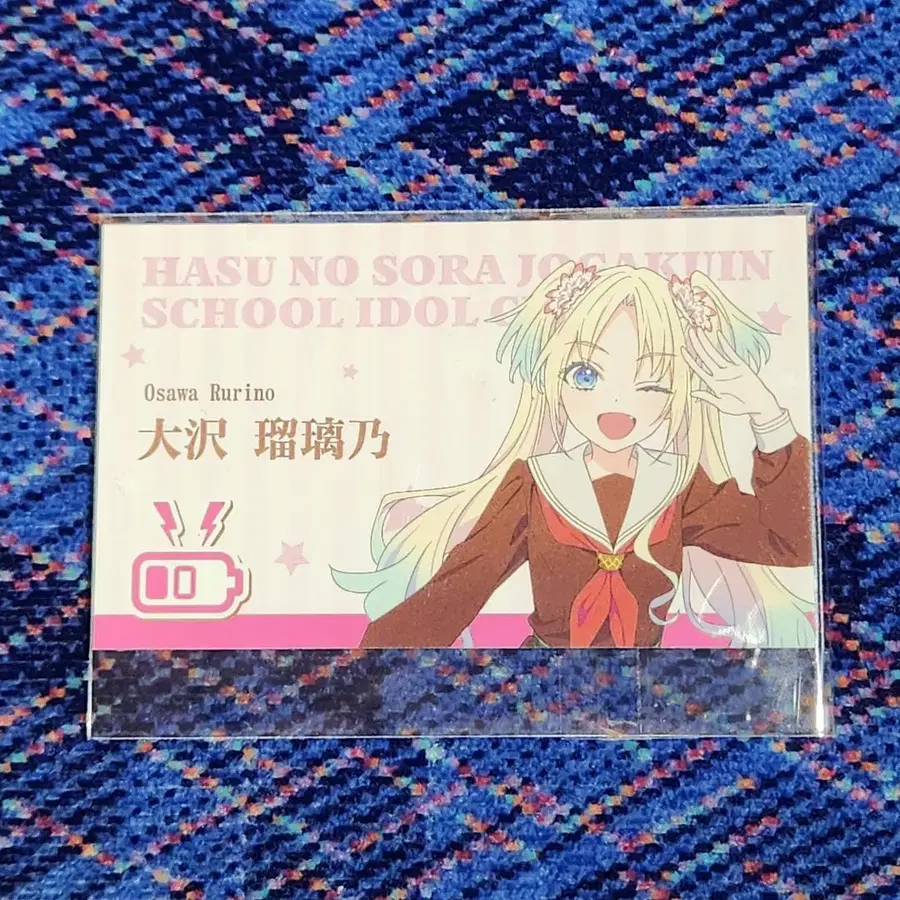 HASU NO SORA JOGAKUIN
SCHOOL IDOL
Osawa Rurino
大沢 瑠璃乃